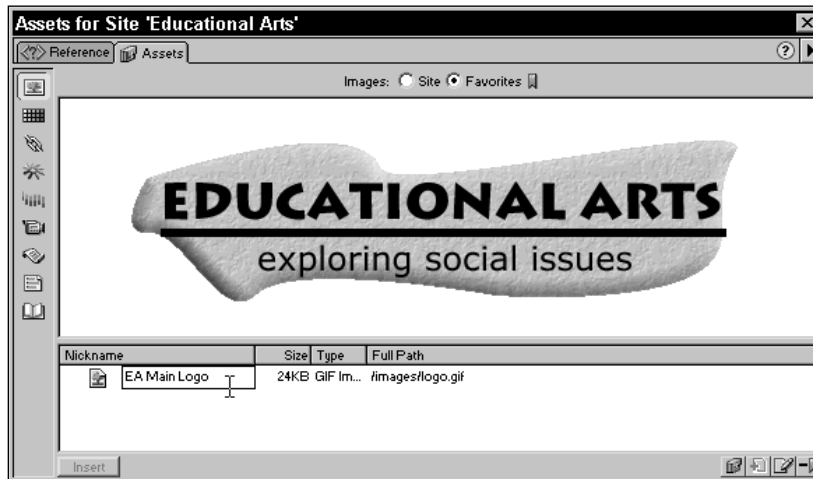 Assets for Site 'Educational Arts'
<?> Reference Assets ?
Images: Site Favorites
EDUCATIONAL ARTS
exploring social issues
Nickname Size Type Full Path
EA Main Logo 24KB GIF Im... /images/logo.gif
Insert